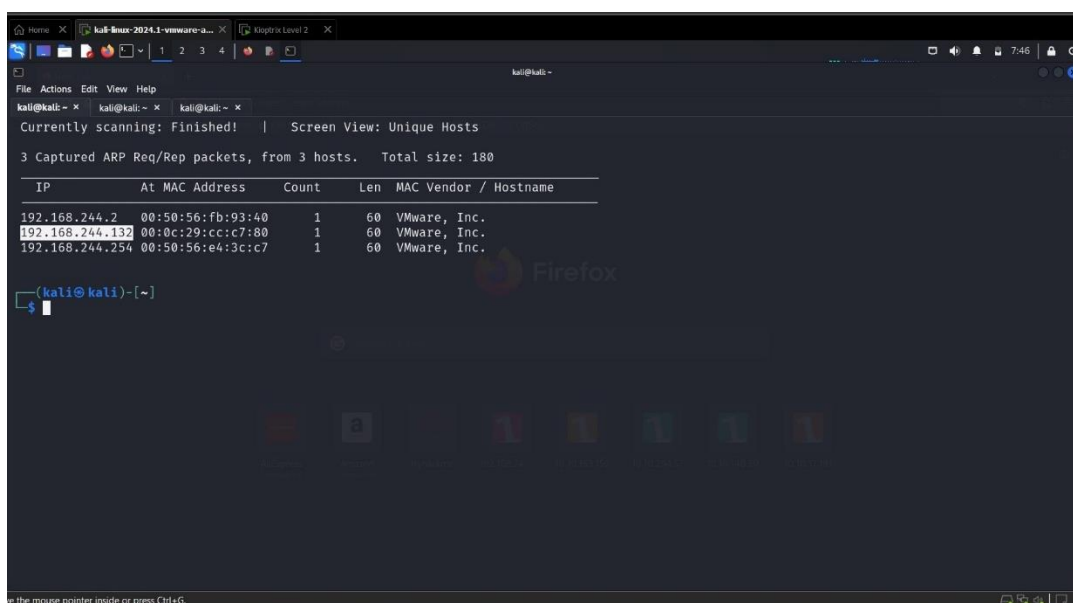 Home × kali-linux-2024.1-vmware-a... × Kioptrix Level 2 ×
1 2 3 4 7:46
kali@kali: ~
File Actions Edit View Help
kali@kali: ~ × kali@kali: ~ × kali@kali: ~ ×
Currently scanning: Finished! | Screen View: Unique Hosts
3 Captured ARP Req/Rep packets, from 3 hosts. Total size: 180
IP At MAC Address Count Len MAC Vendor / Hostname
192.168.244.2 00:50:56:fb:93:40 1 60 VMware, Inc.
192.168.244.132 00:0c:29:cc:c7:80 1 60 VMware, Inc.
192.168.244.254 00:50:56:e4:3c:c7 1 60 VMware, Inc.
Firefox
(kali㉿kali)-[~]
$
ve the mouse pointer inside or press Ctrl+G.